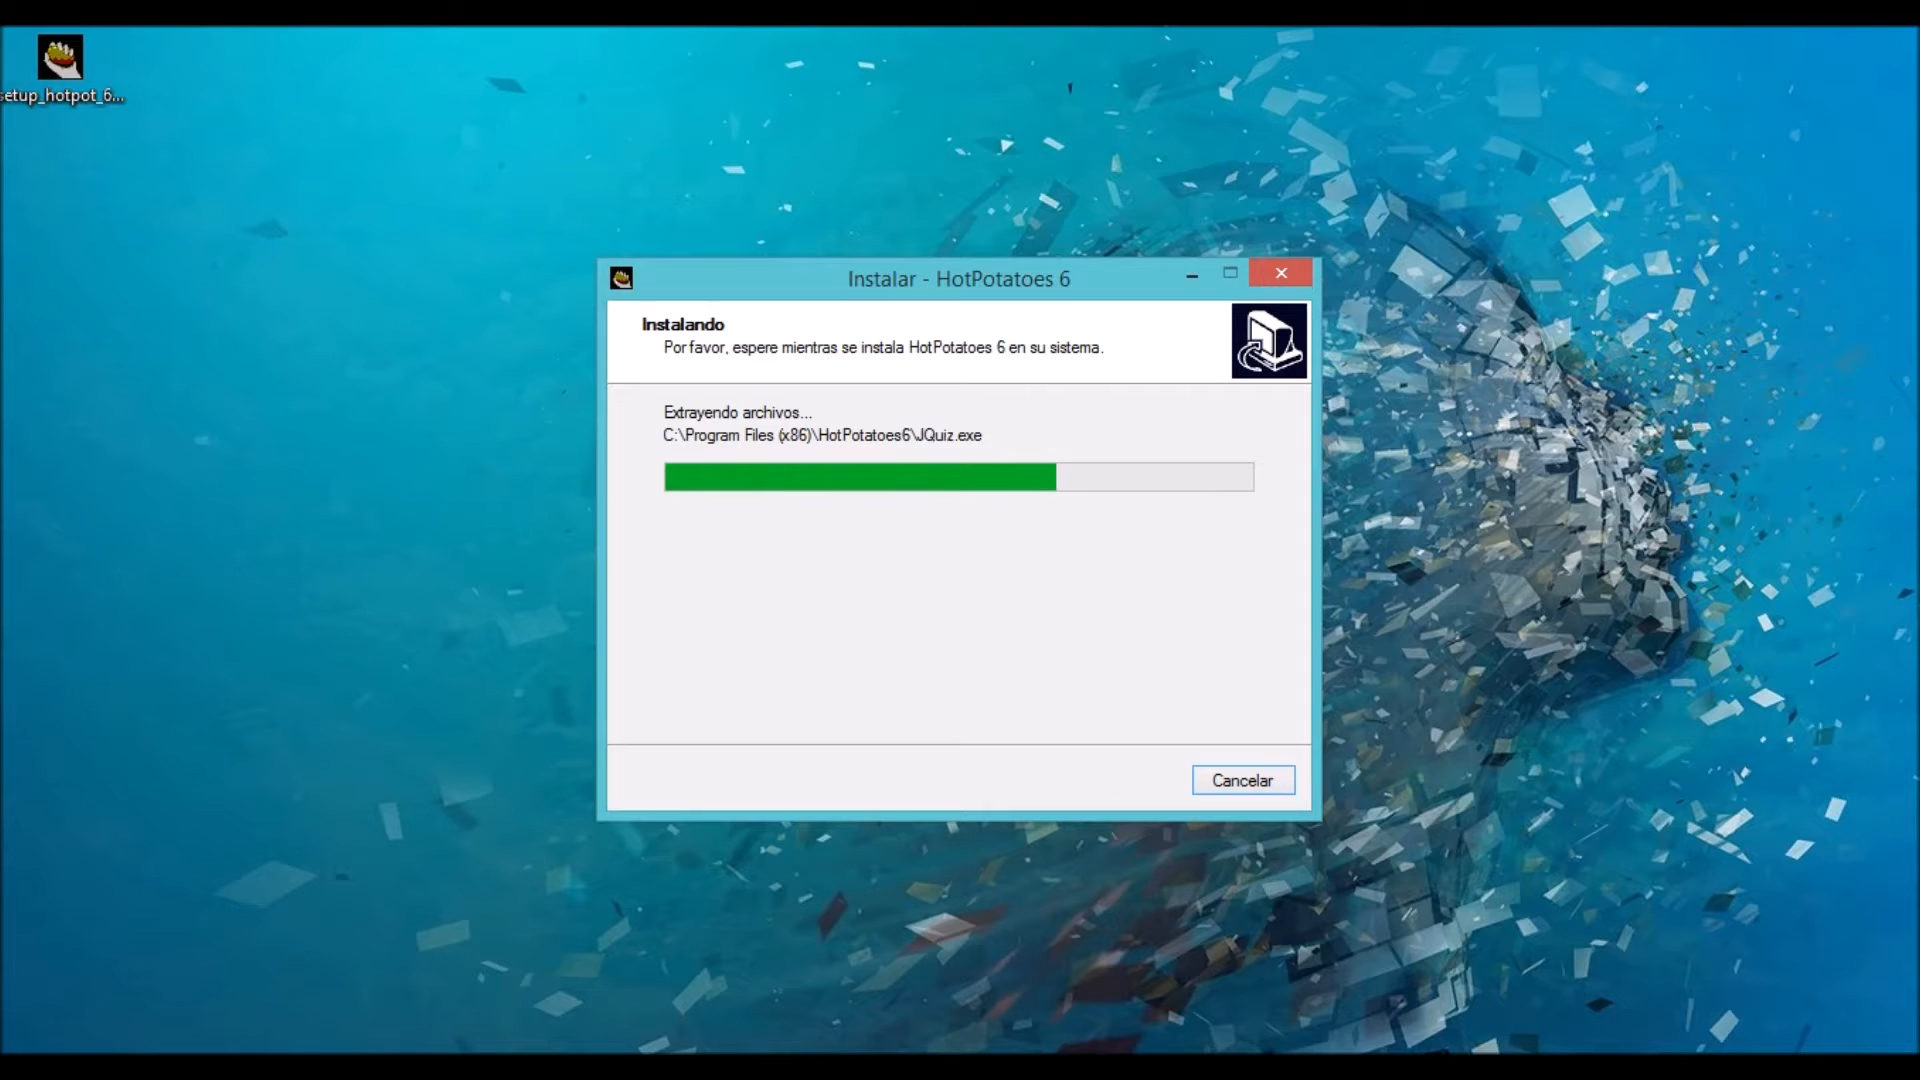 setup_hotpot_6...
Instalar - HotPotatoes 6
Instalando
Por favor, espere mientras se instala HotPotatoes 6 en su sistema.
Extrayendo archivos...
C:\Program Files (x86)\HotPotatoes6\JQuiz.exe
Cancelar